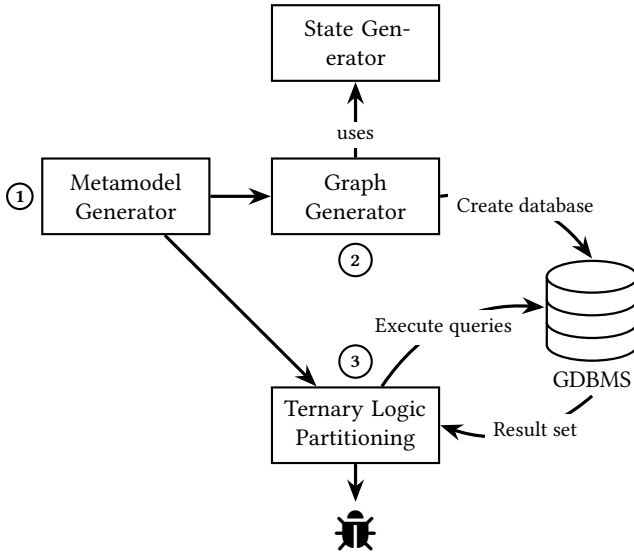 State Gen-
erator
uses
1
Metamodel
Generator
Graph
Generator
Create database
2
Execute queries
3
GDBMS
Ternary Logic
Partitioning
Result set